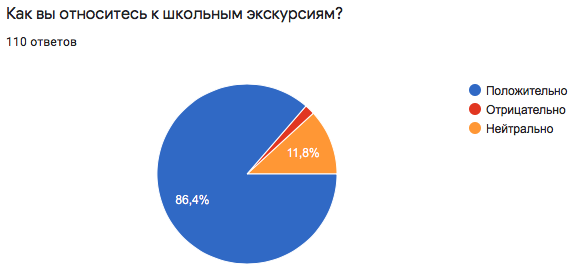 Как вы относитесь к школьным экскурсиям?
110 ответов
Положительно
Отрицательно
Нейтрально
11,8%
86,4%